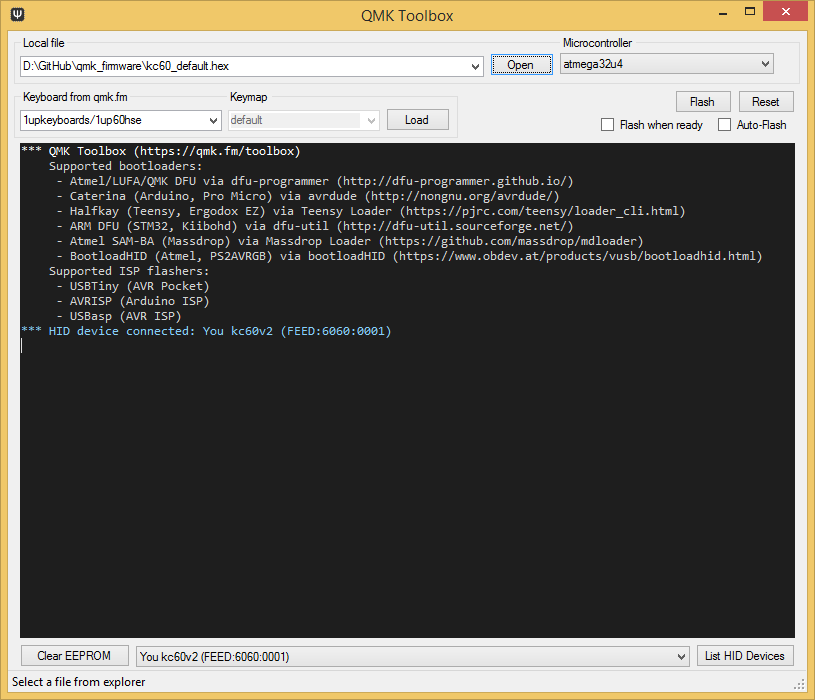 QMK Toolbox
Local file
Microcontroller
D:\GitHub\qmk_firmware\kc60_default.hex
Open
atmega32u4
Keyboard from qmk.fm
Keymap
Flash
Reset
1upkeyboards/1up60hse
default
Load
Flash when ready
Auto-Flash
*** QMK Toolbox (https://qmk.fm/toolbox)
Supported bootloaders:
- Atmel/LUFA/QMK DFU via dfu-programmer (http://dfu-programmer.github.io/)
- Caterina (Arduino, Pro Micro) via avrdude (http://nongnu.org/avrdude/)
- Halfkay (Teensy, Ergodox EZ) via Teensy Loader (https://pjrc.com/teensy/loader_cli.html)
- ARM DFU (STM32, Kiibohd) via dfu-util (http://dfu-util.sourceforge.net/)
- Atmel SAM-BA (Massdrop) via Massdrop Loader (https://github.com/massdrop/mdloader)
- BootloadHID (Atmel, PS2AVRGB) via bootloadHID (https://www.obdev.at/products/vusb/bootloadhid.html)
Supported ISP flashers:
- USBTiny (AVR Pocket)
- AVRISP (Arduino ISP)
- USBasp (AVR ISP)
*** HID device connected: You kc60v2 (FEED:6060:0001)
Clear EEPROM
You kc60v2 (FEED:6060:0001)
List HID Devices
Select a file from explorer